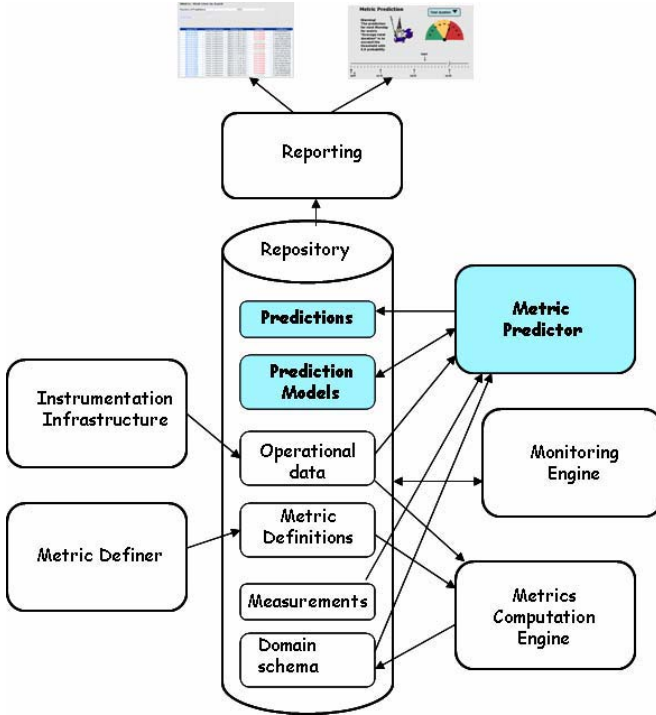 Metric Prediction
Reporting
Repository
Predictions
Metric
Predictor
Prediction
Models
Instrumentation
Infrastructure
Operational
data
Monitoring
Engine
Metric
Definitions
Metric Definer
Measurements
Metrics
Computation
Engine
Domain
schema